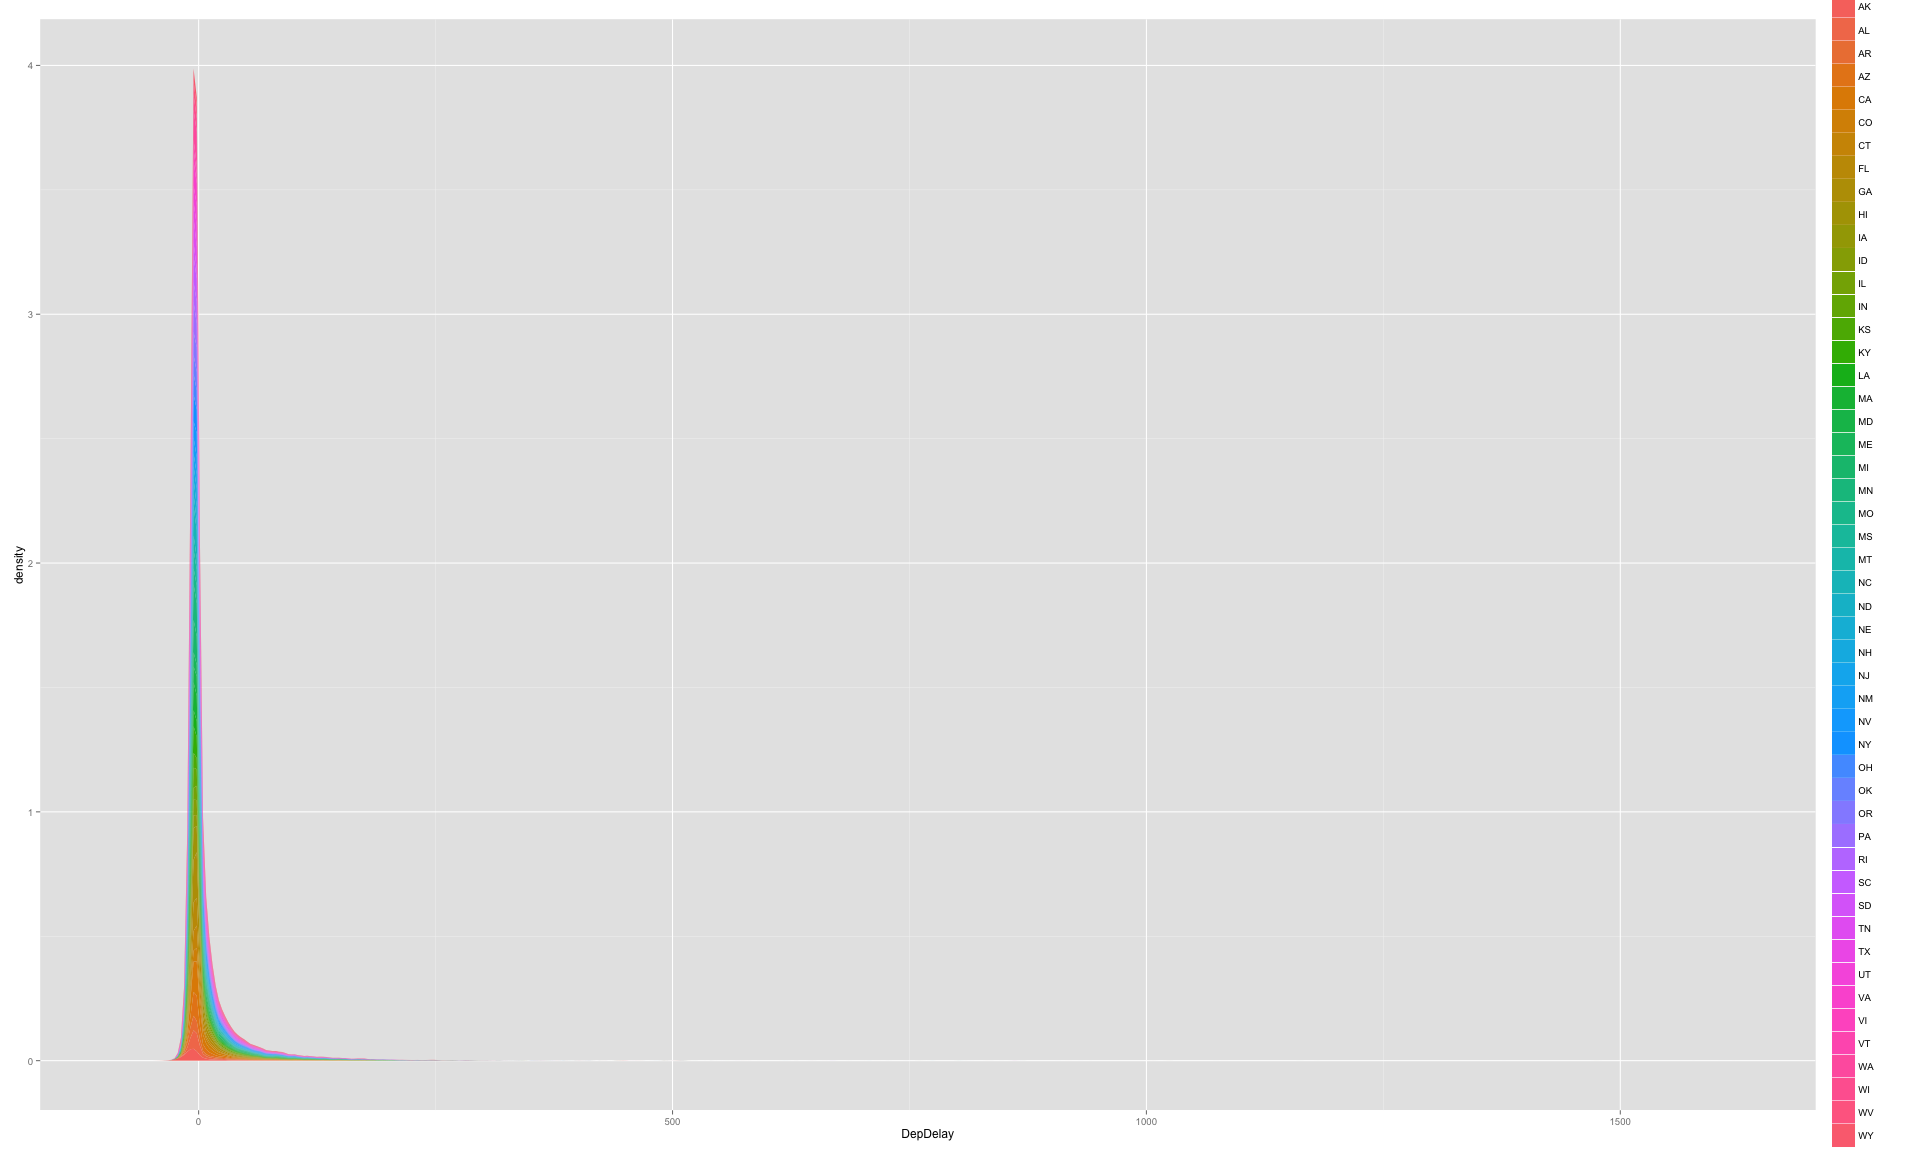 4
3
2
1
0
density
0
500
1000
1500
DepDelay
AK
AL
AR
AZ
CA
CO
CT
FL
GA
HI
IA
ID
IL
IN
KS
KY
LA
MA
MD
ME
MI
MN
MO
MS
MT
NC
ND
NE
NH
NJ
NM
NV
NY
OH
OK
OR
PA
RI
SC
SD
TN
TX
UT
VA
VI
VT
WA
WI
WV
WY